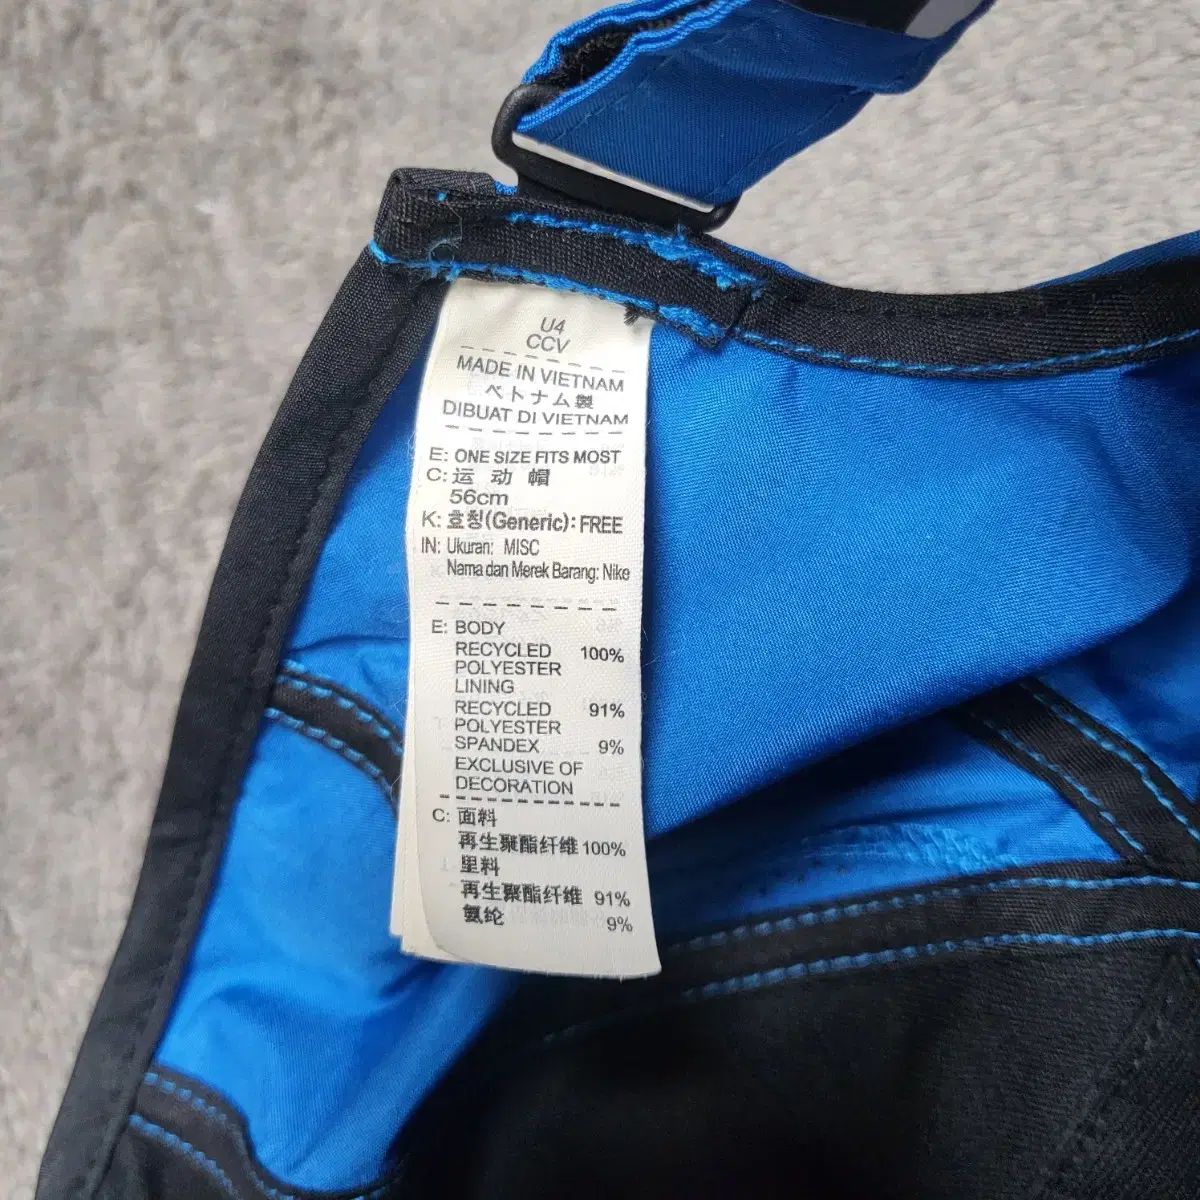 U4
CCV
MADE IN VIETNAM
ベトナム製
DIBUAT DI VIETNAM
E: ONE SIZE FITS MOST
C: 运 动 帽
56cm
K: 호칭(Generic): FREE
IN: Ukuran: MISC
Nama dan Merek Barang: Nike
E: BODY
RECYCLED 100%
POLYESTER
LINING
RECYCLED 91%
POLYESTER
SPANDEX 9%
EXCLUSIVE OF
DECORATION
C: 面料
再生聚酯纤维 100%
里料
再生聚酯纤维 91%
氨纶 9%